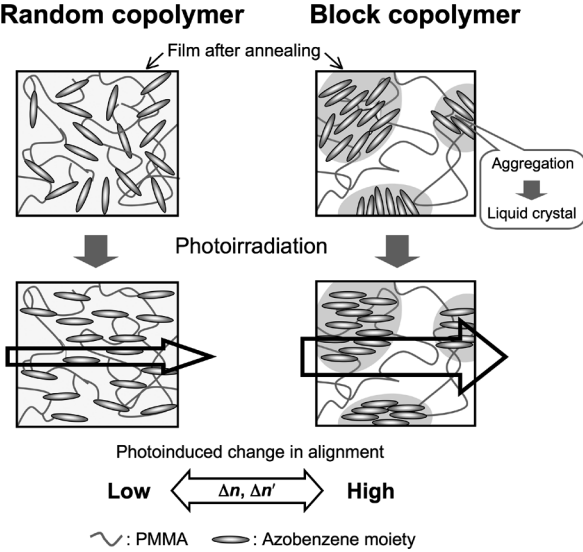 Random copolymer
Block copolymer
Film after annealing
Aggregation
Liquid crystal
Photoirradiation
Photoinduced change in alignment
Low
Δn, Δn′
High
: PMMA
: Azobenzene moiety